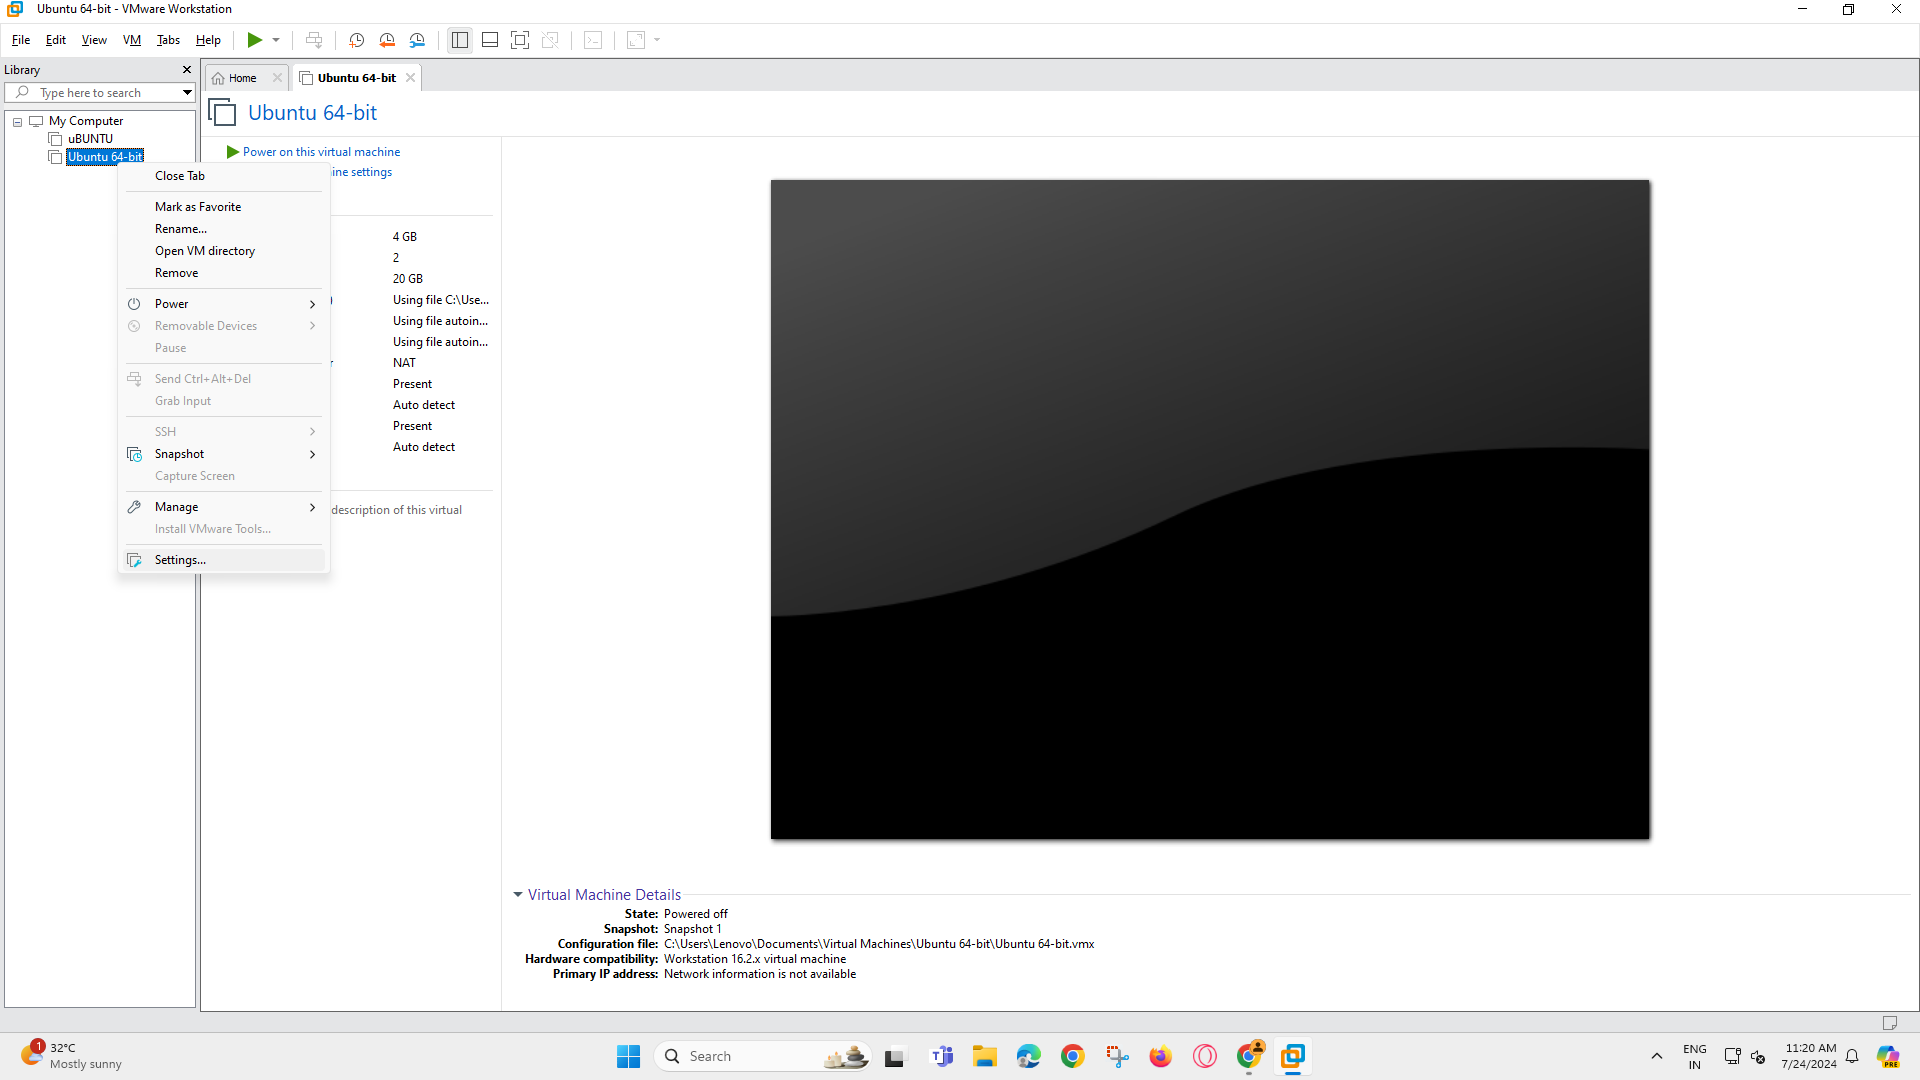 Ubuntu 64-bit - VMware Workstation
File Edit View VM Tabs Help
Library
Type here to search
My Computer
uBUNTU
Ubuntu 64-bit
Home
Ubuntu 64-bit
Ubuntu 64-bit
Power on this virtual machine
ine settings
Close Tab
Mark as Favorite
Rename...
Open VM directory
Remove
Power
Removable Devices
Pause
Send Ctrl+Alt+Del
Grab Input
SSH
Snapshot
Capture Screen
Manage
Install VMware Tools...
Settings...
4 GB
2
20 GB
Using file C:\Use...
Using file autoin...
Using file autoin...
NAT
Present
Auto detect
Present
Auto detect
description of this virtual
Virtual Machine Details
State: Powered off
Snapshot: Snapshot 1
Configuration file: C:\Users\Lenovo\Documents\Virtual Machines\Ubuntu 64-bit\Ubuntu 64-bit.vmx
Hardware compatibility: Workstation 16.2.x virtual machine
Primary IP address: Network information is not available
1
32°C
Mostly sunny
Search
PRE
ENG
IN
11:20 AM
7/24/2024